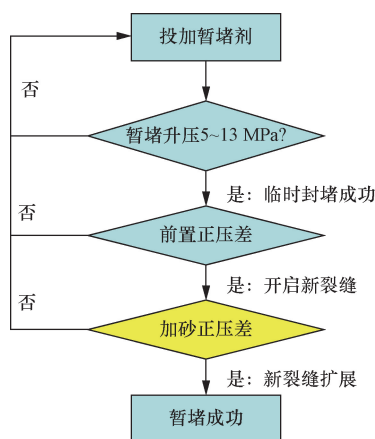 投加暂堵剂
否
暂堵升压5~13 MPa?
是：临时封堵成功
否
前置正压差
是：开启新裂缝
否
加砂正压差
是：新裂缝扩展
暂堵成功